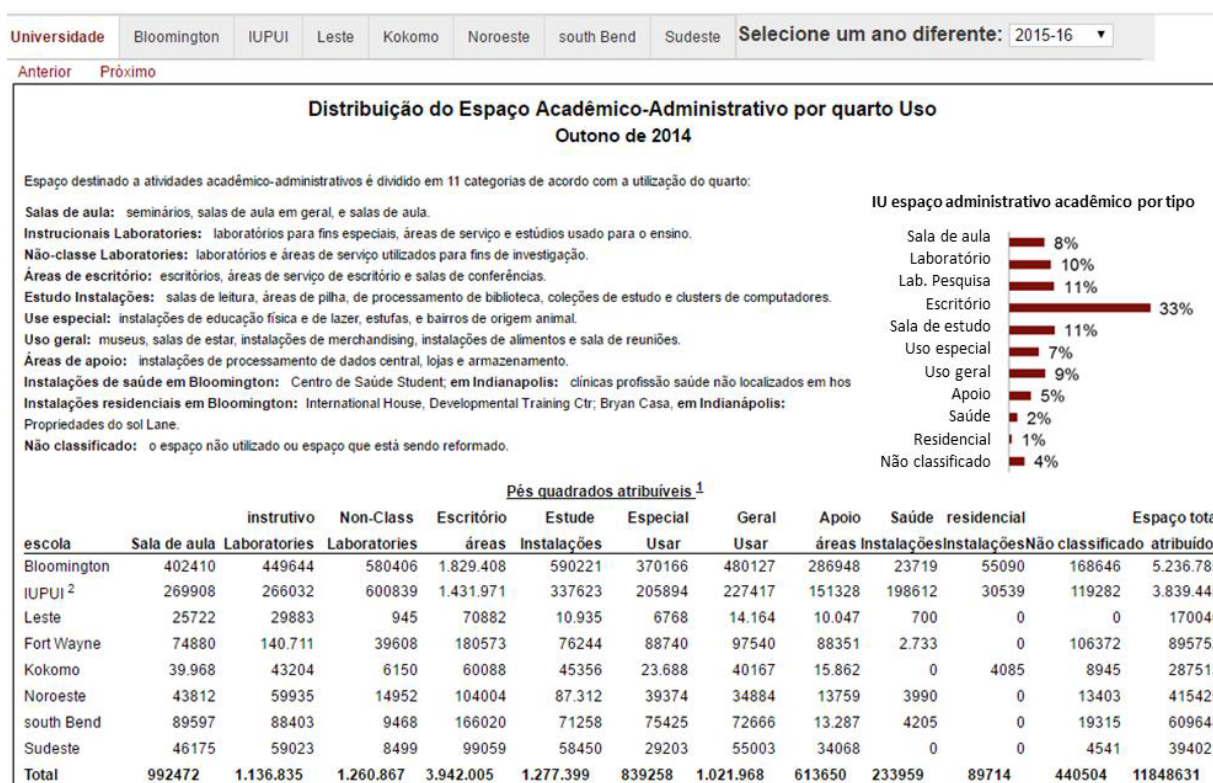 Universidade Bloomington IUPUI Leste Kokomo Noroeste south Bend Sudeste Selecione um ano diferente: 2015-16
Anterior Próximo
Distribuição do Espaço Acadêmico-Administrativo por quarto Uso
Outono de 2014
Espaço destinado a atividades acadêmico-administrativos é dividido em 11 categorias de acordo com a utilização do quarto:
Salas de aula: seminários, salas de aula em geral, e salas de aula.
Instrucionais Laboratories: laboratórios para fins especiais, áreas de serviço e estúdios usado para o ensino.
Não-classe Laboratories: laboratórios e áreas de serviço utilizados para fins de investigação.
Áreas de escritório: escritórios, áreas de serviço de escritório e salas de conferências.
Estudo Instalações: salas de leitura, áreas de pilha, de processamento de biblioteca, coleções de estudo e clusters de computadores.
Use especial: instalações de educação física e de lazer, estufas, e bairros de origem animal.
Uso geral: museus, salas de estar, instalações de merchandising, instalações de alimentos e sala de reuniões.
Áreas de apoio: instalações de processamento de dados central, lojas e armazenamento.
Instalações de saúde em Bloomington: Centro de Saúde Student; em Indianapolis: clínicas profissão saúde não localizados em hos
Instalações residenciais em Bloomington: International House, Developmental Training Ctr; Bryan Casa, em Indianápolis:
Propriedades do sol Lane.
Não classificado: o espaço não utilizado ou espaço que está sendo reformado.
IU espaço administrativo acadêmico por tipo
Sala de aula 8%
Laboratório 10%
Lab. Pesquisa 11%
Escritório 33%
Sala de estudo 11%
Uso especial 7%
Uso geral 9%
Apoio 5%
Saúde 2%
Residencial 1%
Não classificado 4%
Pés quadrados atribuíveis 1
instrutivo Non-Class Escritório Estude Especial Geral Apoio Saúde residencial Espaço tota
escola Sala de aula Laboratories Laboratories áreas Instalações Usar Usar áreas Instalações Instalações Não classificado atribuído
Bloomington 402410 449644 580406 1.829.408 590221 370166 480127 286948 23719 55090 168646 5.236.78
IUPUI 2 269908 266032 600839 1.431.971 337623 205894 227417 151328 198612 30539 119282 3.839.44
Leste 25722 29883 945 70882 10.935 6768 14.164 10.047 700 0 0 17004
Fort Wayne 74880 140.711 39608 180573 76244 88740 97540 88351 2.733 0 106372 89575
Kokomo 39.968 43204 6150 60088 45356 23.688 40167 15.862 0 4085 8945 28751
Noroeste 43812 59935 14952 104004 87.312 39374 34884 13759 3990 0 13403 41542
south Bend 89597 88403 9468 166020 71258 75425 72666 13.287 4205 0 19315 60964
Sudeste 46175 59023 8499 99059 58450 29203 55003 34068 0 0 4541 39402
Total 992472 1.136.835 1.260.867 3.942.005 1.277.399 839258 1.021.968 613650 233959 89714 440504 11848631